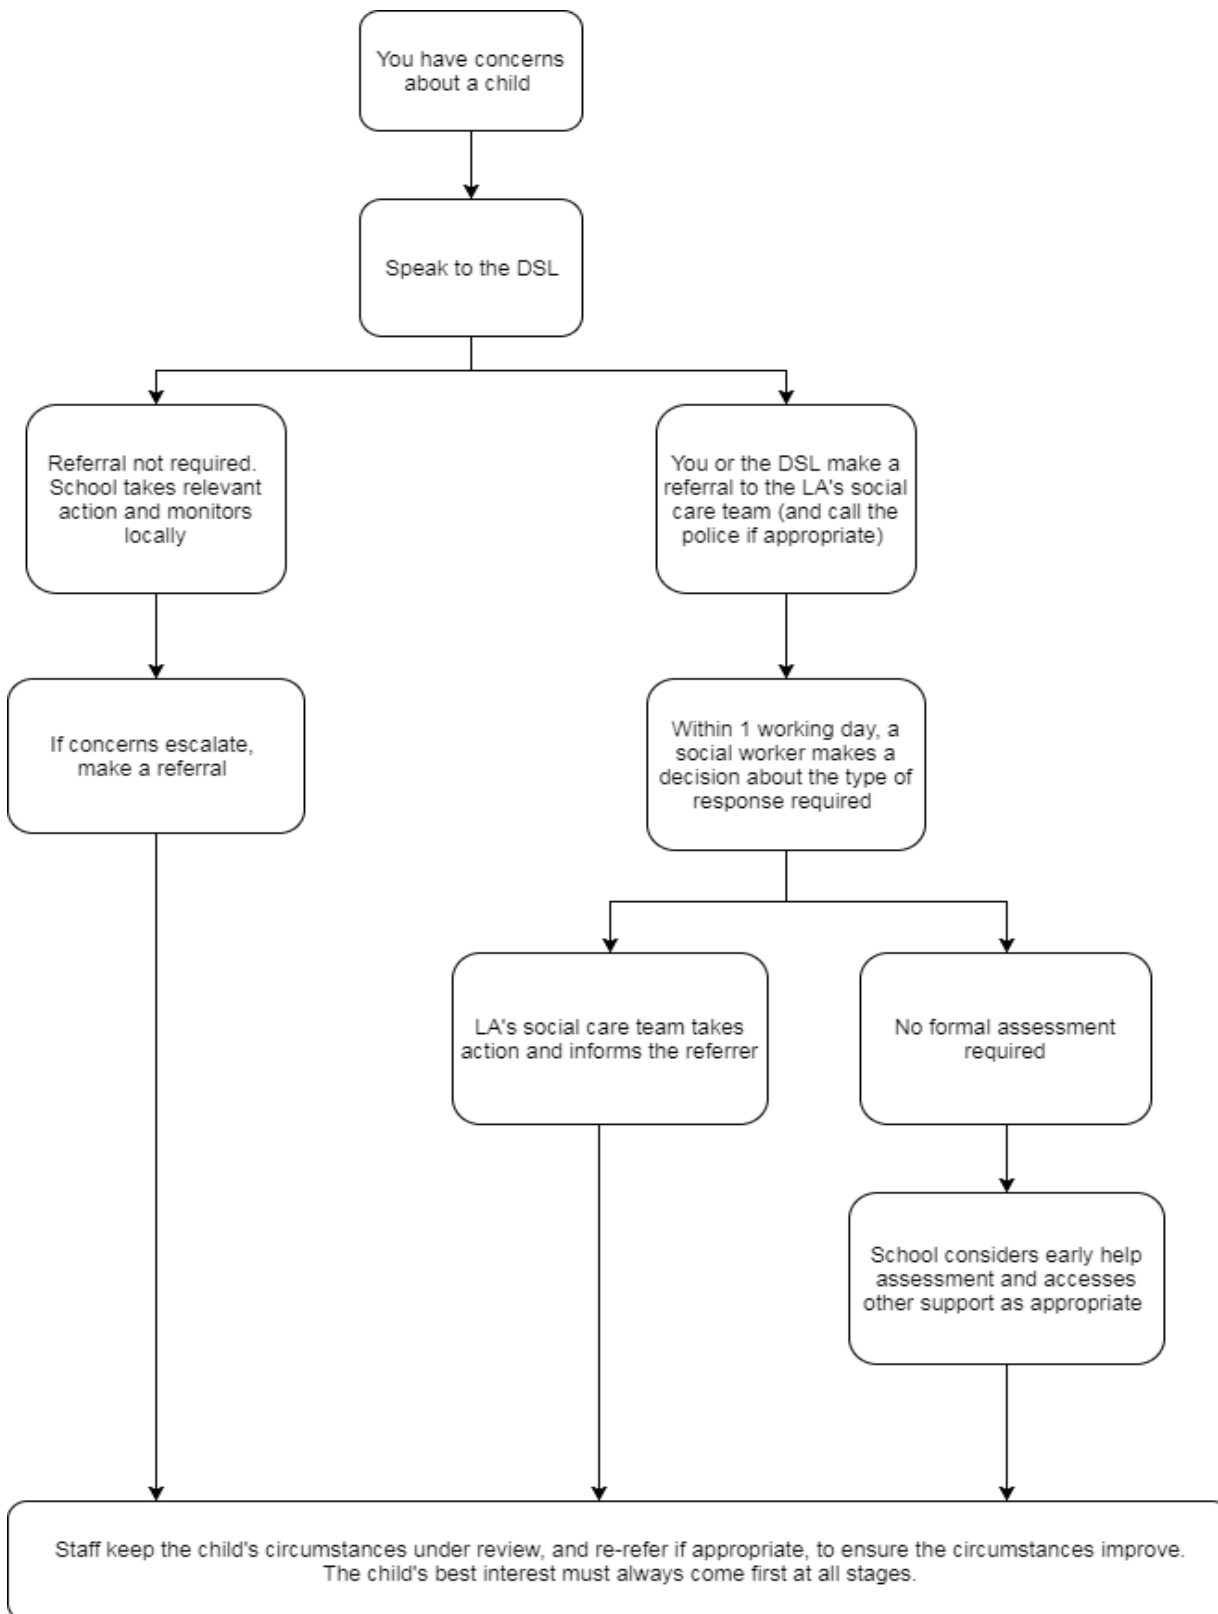 You have concerns
about a child
Speak to the DSL
Referral not required.
School takes relevant
action and monitors
locally
You or the DSL make a
referral to the LA's social
care team (and call the
police if appropriate)
If concerns escalate,
make a referral
Within 1 working day, a
social worker makes a
decision about the type of
response required
LA's social care team takes
action and informs the referrer
No formal assessment
required
School considers early help
assessment and accesses
other support as appropriate
Staff keep the child's circumstances under review, and re-refer if appropriate, to ensure the circumstances improve.
The child's best interest must always come first at all stages.